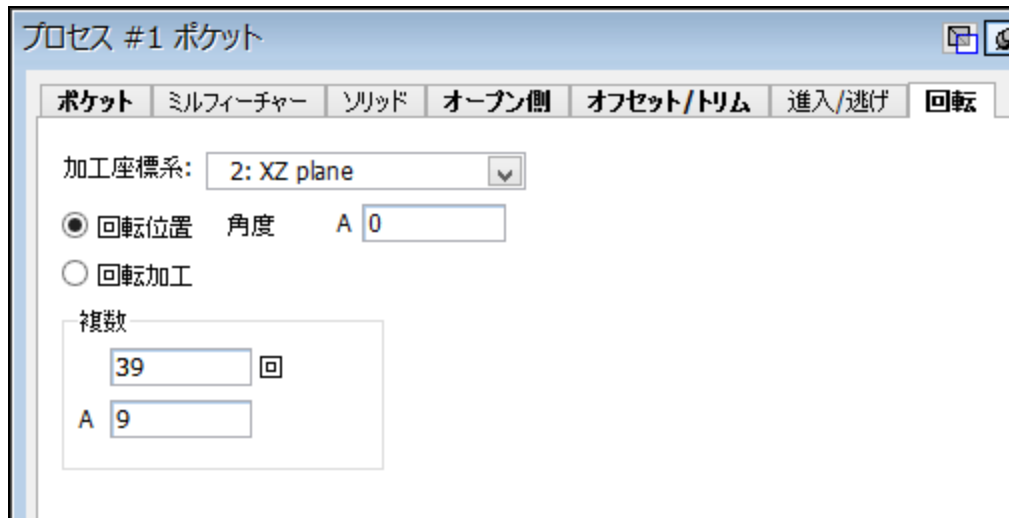 プロセス #1 ポケット
ポケット ミルフィーチャー ソリッド オープン側 オフセット/トリム 進入/逃げ 回転
加工座標系: 2: XZ plane
回転位置 角度 A 0
回転加工
複数
39 回
A 9